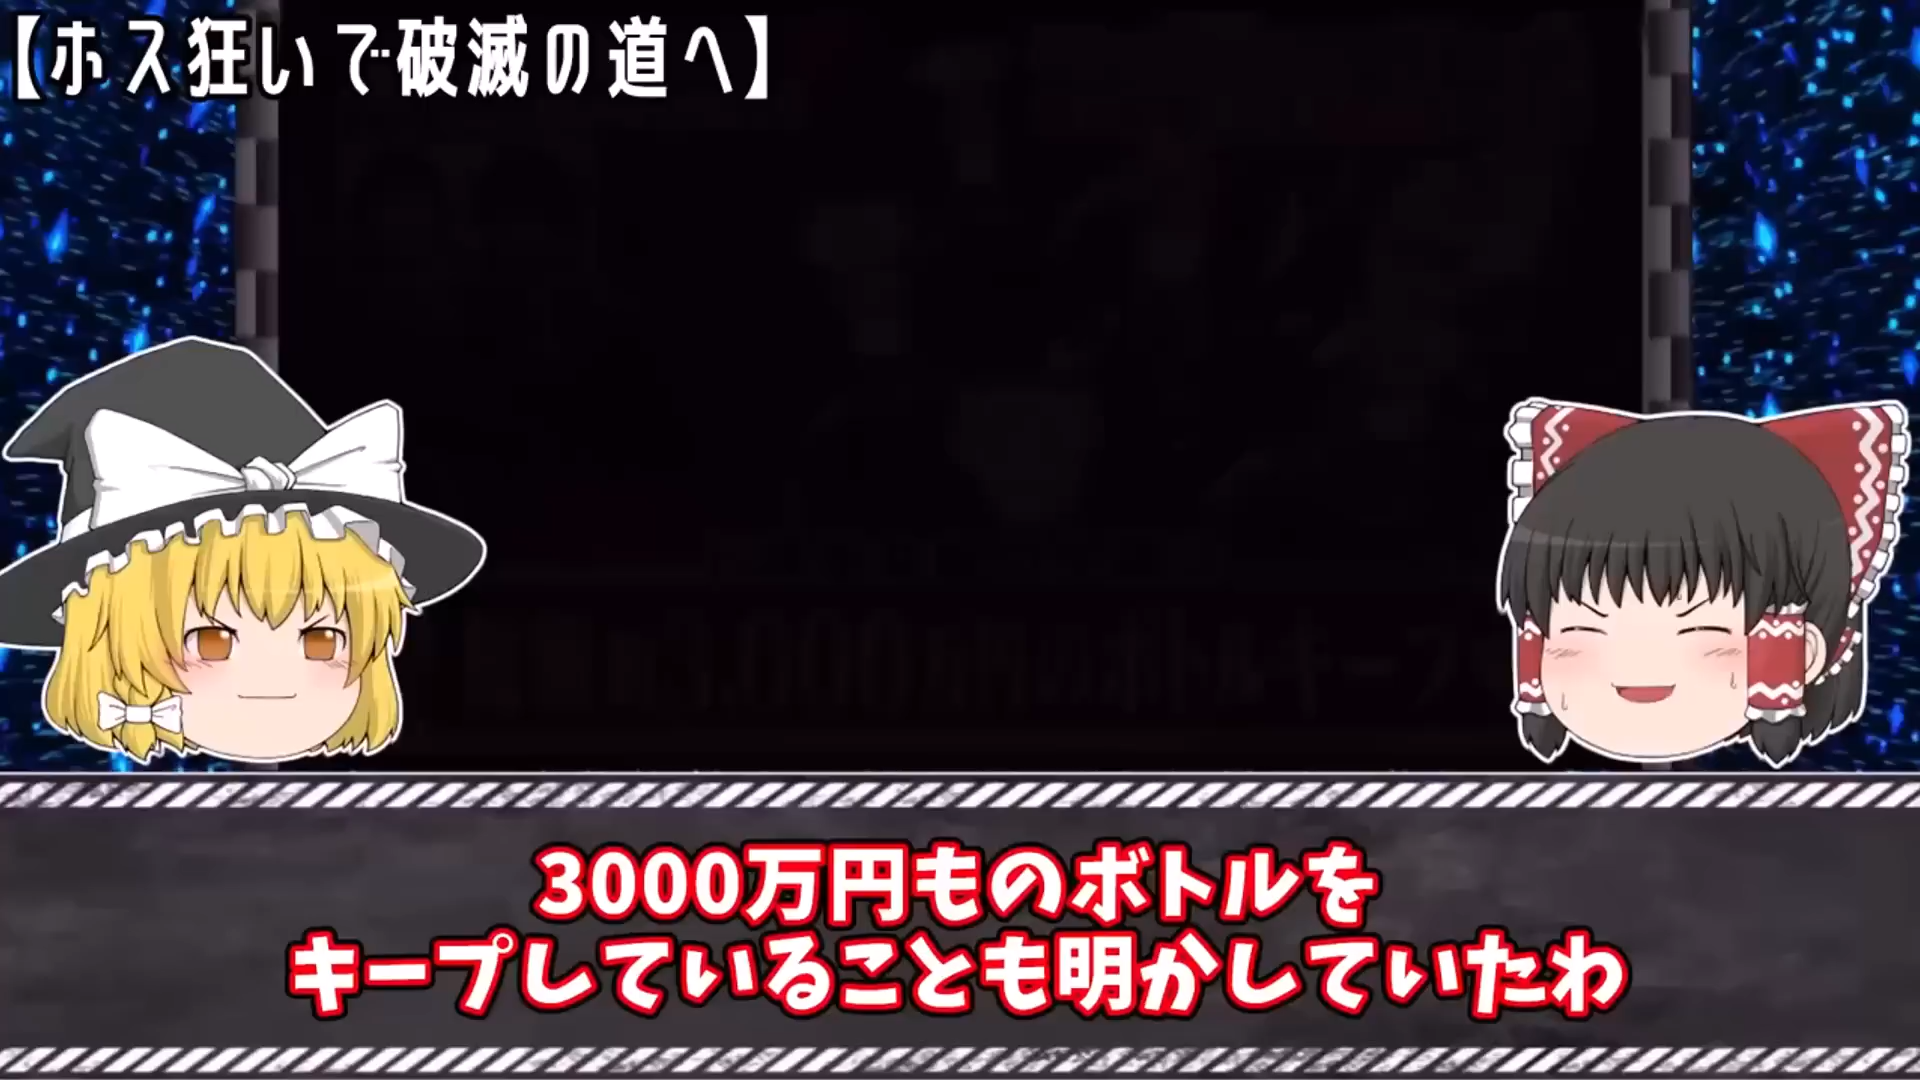 【ホス狂いで破滅の道へ】
3000万円ものボトルを
キープしていることも明かしていたわ